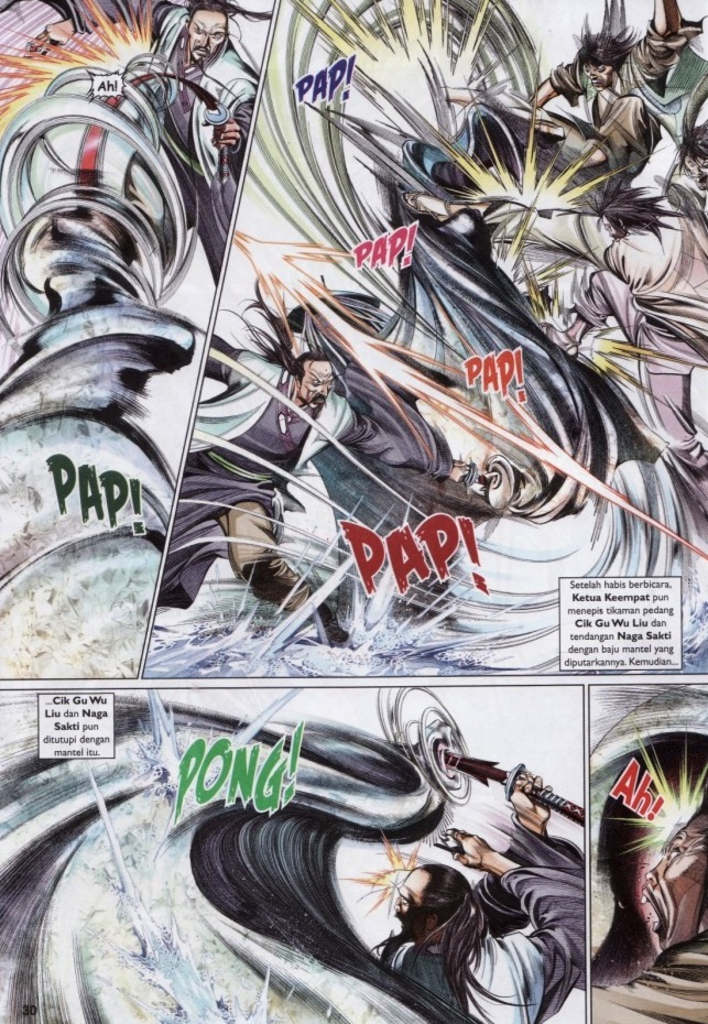 Ah!
PAP!
PAP!
PAP!
PAP!
PAP!
Setelah habis berbicara,
Ketua Keempat pun
menepis tikaman pedang
Cik Gu Wu Liu dan
tendangan Naga Sakti
dengan baju mantel yang
diputarkannya. Kemudian...
...Cik Gu Wu
Liu dan Naga
Sakti pun
ditutupi dengan
mantel itu.
PONG!
Ah!
30